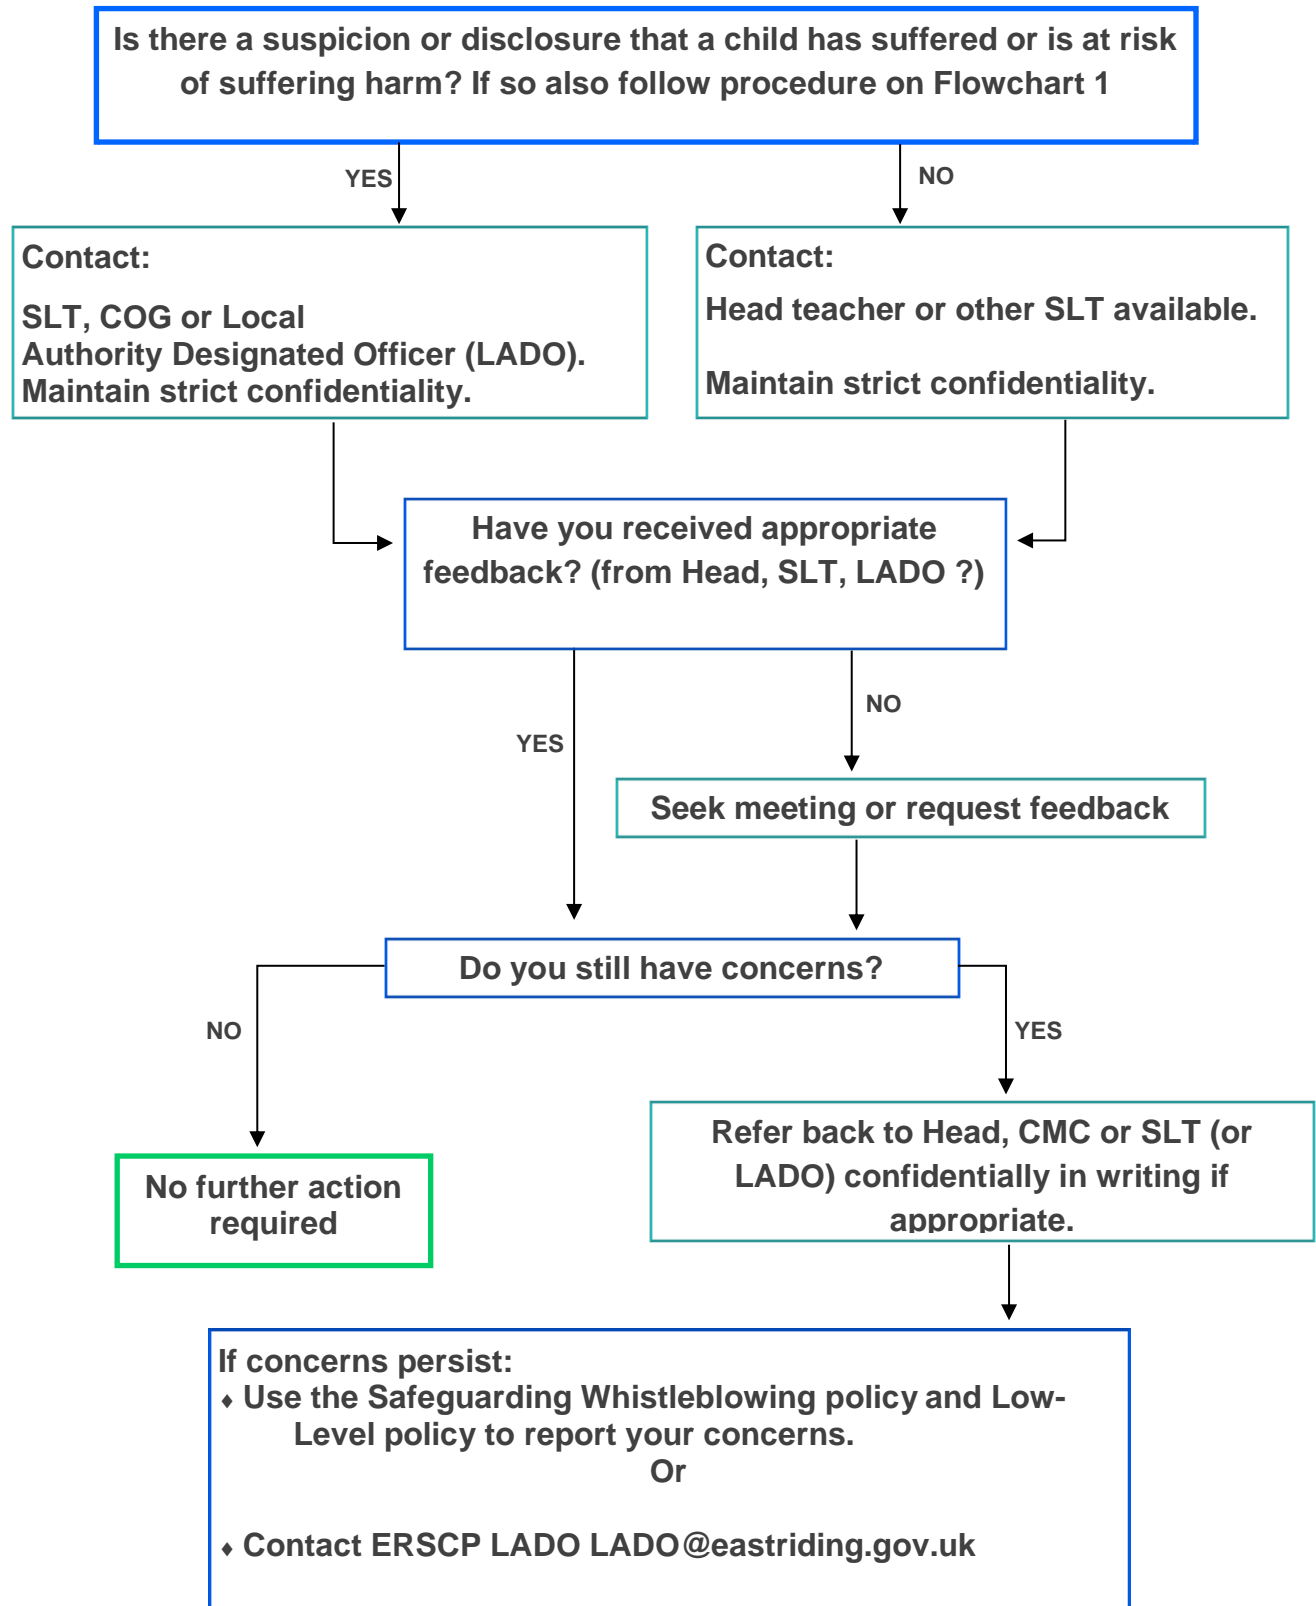 Is there a suspicion or disclosure that a child has suffered or is at risk
of suffering harm? If so also follow procedure on Flowchart 1
YES
NO
Contact:
SLT, COG or Local
Authority Designated Officer (LADO).
Maintain strict confidentiality.
Contact:
Head teacher or other SLT available.
Maintain strict confidentiality.
Have you received appropriate
feedback? (from Head, SLT, LADO ?)
YES
NO
Seek meeting or request feedback
Do you still have concerns?
NO
YES
No further action
required
Refer back to Head, CMC or SLT (or
LADO) confidentially in writing if
appropriate.
If concerns persist:
♦ Use the Safeguarding Whistleblowing policy and Low-
Level policy to report your concerns.
Or
♦ Contact ERSCP LADO LADO@eastriding.gov.uk